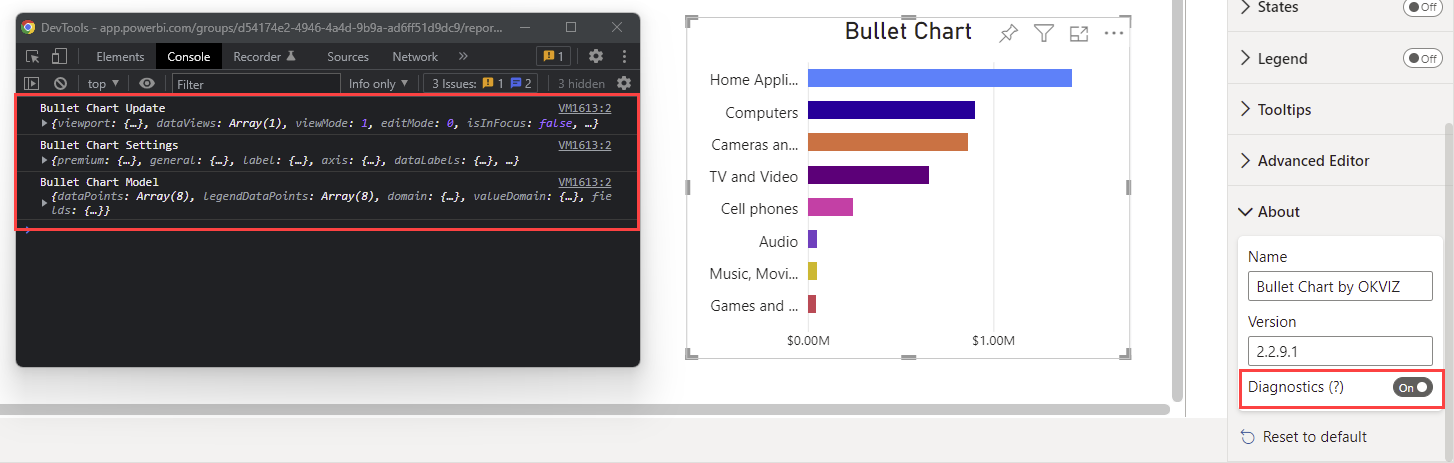 DevTools - app.powerbi.com/groups/d54174e2-4946-4a4d-9b9a-ad6ff51d9dc9/repor...
Elements Console Recorder Sources Network » 1
top Filter Info only 3 Issues: 1 2 3 hidden
Bullet Chart Update VM1613:2
{viewport: {…}, dataViews: Array(1), viewMode: 1, editMode: 0, isInFocus: false, …}
Bullet Chart Settings VM1613:2
{premium: {…}, general: {…}, label: {…}, axis: {…}, dataLabels: {…}, …}
Bullet Chart Model VM1613:2
{dataPoints: Array(8), legendDataPoints: Array(8), domain: {…}, valueDomain: {…}, fie
lds: {…}}
Bullet Chart
Home Appli...
Computers
Cameras an...
TV and Video
Cell phones
Audio
Music, Movi...
Games and ...
$0.00M $1.00M
States Off
Legend Off
Tooltips
Advanced Editor
About
Name
Bullet Chart by OKVIZ
Version
2.2.9.1
Diagnostics (?) On
Reset to default